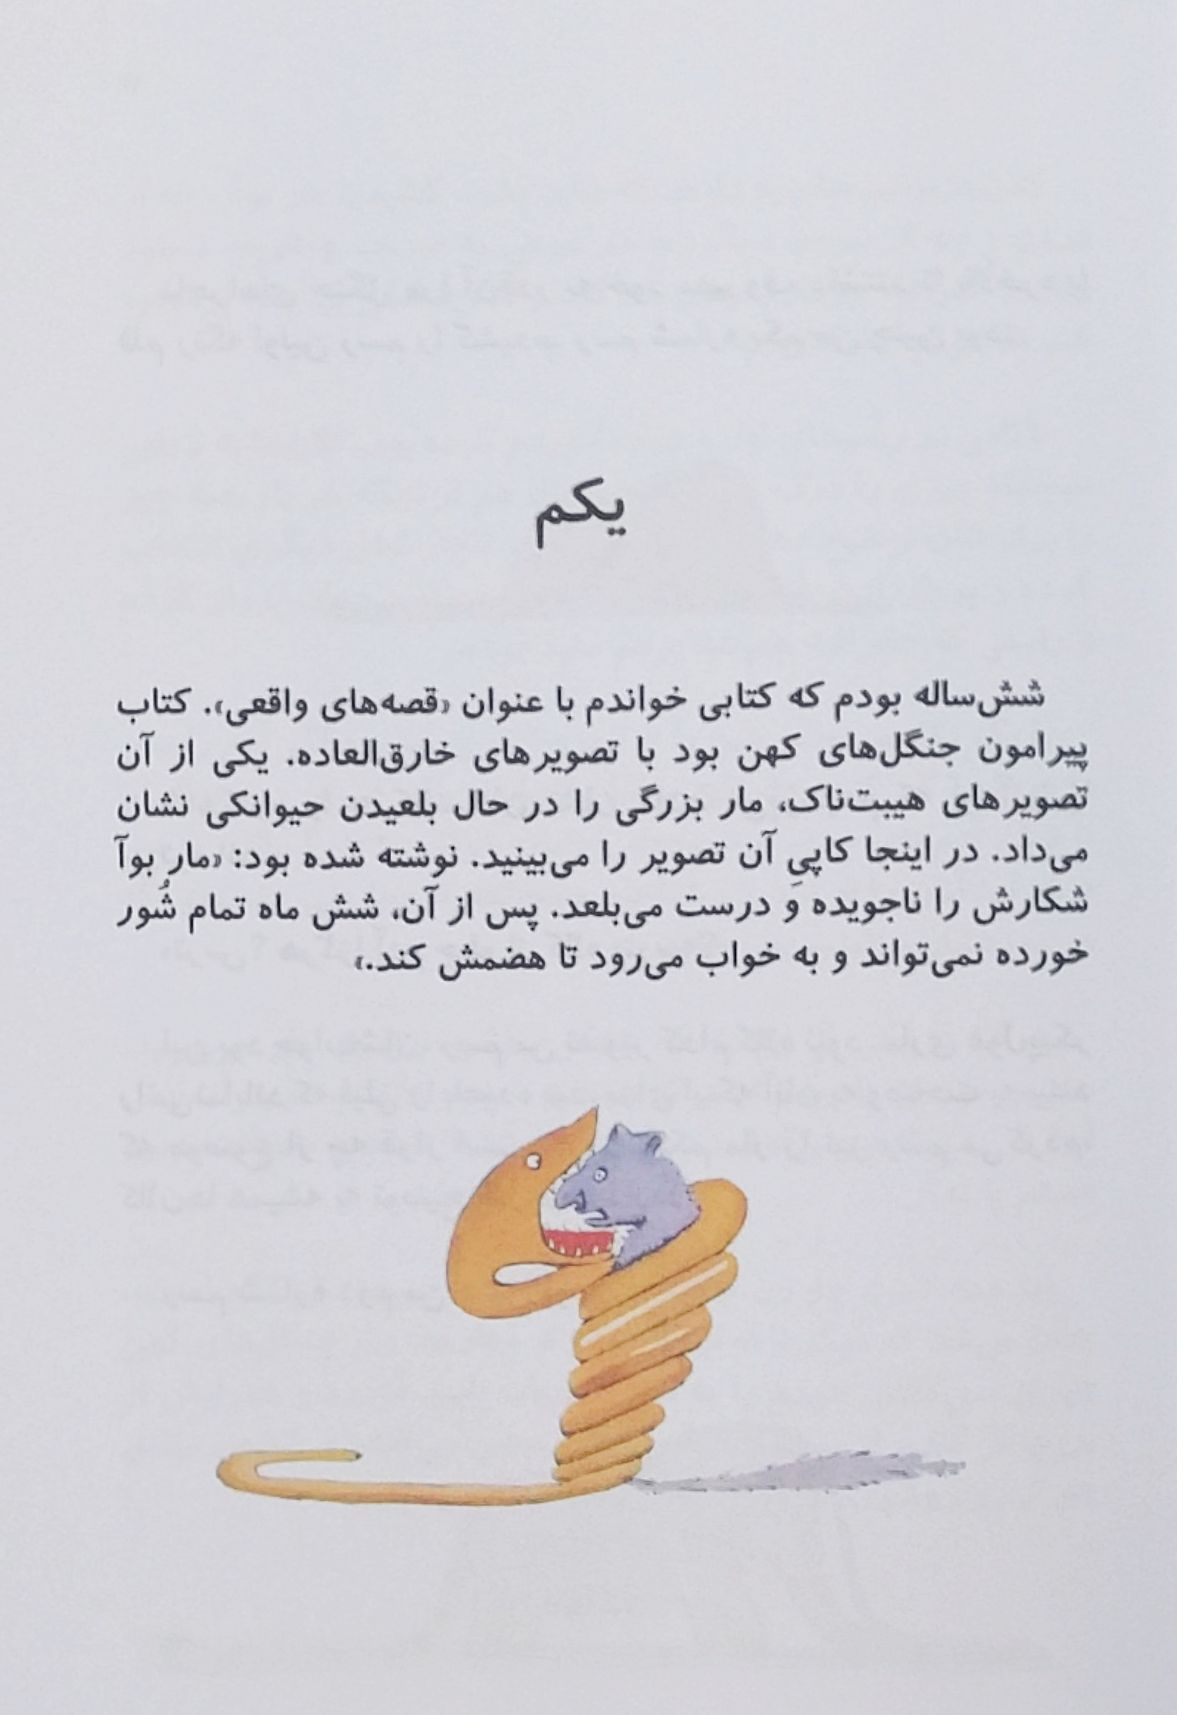 یکم
شش‌ساله بودم که کتابی خواندم با عنوان «قصه‌های واقعی». کتاب
پیرامون جنگل‌های کهن بود با تصویرهای خارق‌العاده. یکی از آن
تصویرهای هیبت‌ناک، مار بزرگی را در حال بلعیدن حیوانکی نشان
می‌داد. در اینجا کاپیِ آن تصویر را می‌بینید. نوشته شده بود: «مار بوآ
شکارش را ناجویده وَ درست می‌بلعد. پس از آن، شش ماه تمام شُور
خورده نمی‌تواند و به خواب می‌رود تا هضمش کند.»